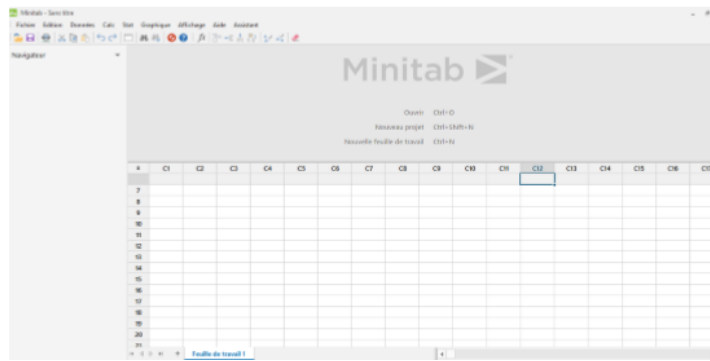 Minitab - Sans titre
Fichier Edition Données Calc Stat Graphique Affichage Aide Assistant
Navigateur
Minitab
Ouvrir Ctrl+O
Nouveau projet Ctrl+Shift+N
Nouvelle feuille de travail Ctrl+N
C1 C2 C3 C4 C5 C6 C7 C8 C9 C10 C11 C12 C13 C14 C15 C16
7
8
9
10
11
12
13
14
15
16
17
18
19
20
21
Feuille de travail 1